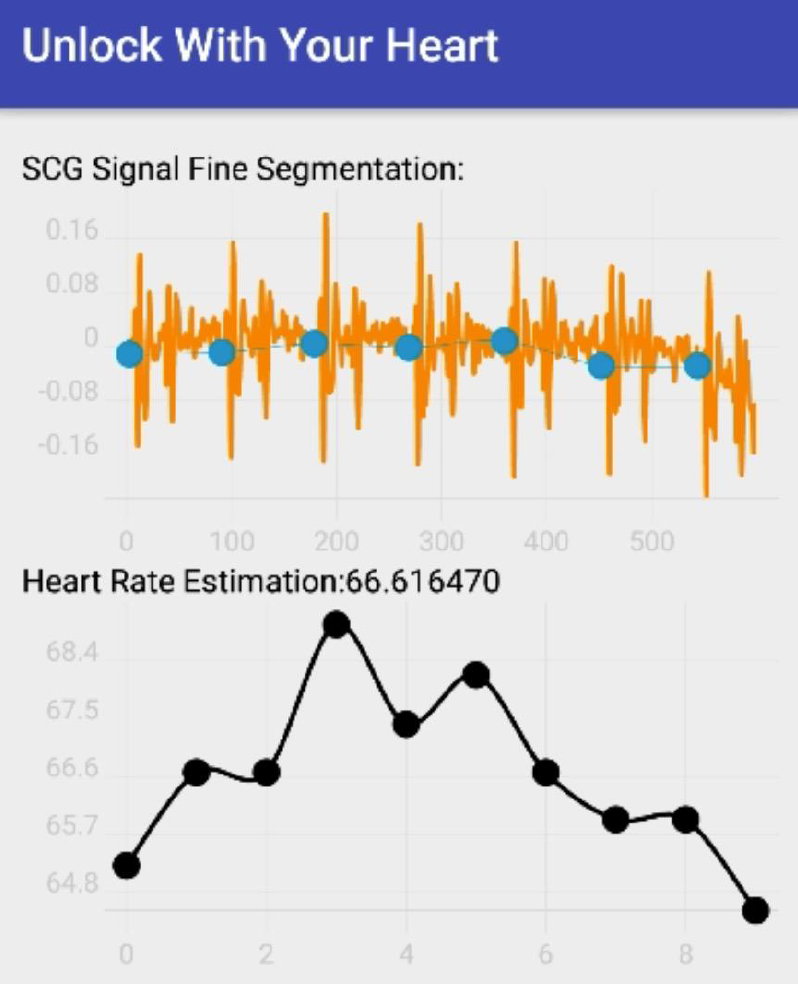 Unlock With Your Heart
SCG Signal Fine Segmentation:
0.16
0.08
0
-0.08
-0.16
0 100 200 300 400 500
Heart Rate Estimation:66.616470
68.4
67.5
66.6
65.7
64.8
0 2 4 6 8